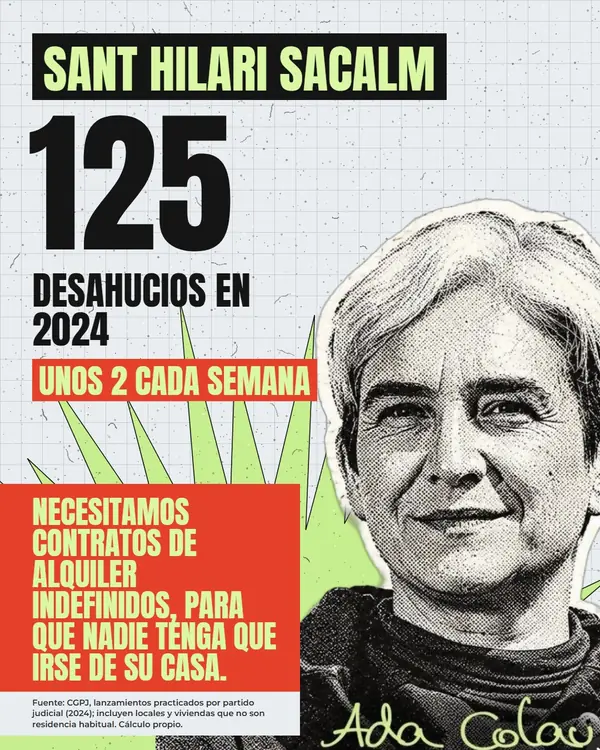 SANT HILARI SACALM
125
DESAHUCIOS EN
2024
UNOS 2 CADA SEMANA
NECESITAMOS
CONTRATOS DE
ALQUILER
INDEFINIDOS, PARA
QUE NADIE TENGA QUE
IRSE DE SU CASA.
Fuente: CGPJ, lanzamientos practicados por partido
judicial (2024); incluyen locales y viviendas que no son
residencia habitual. Cálculo propio.
Ada Colau